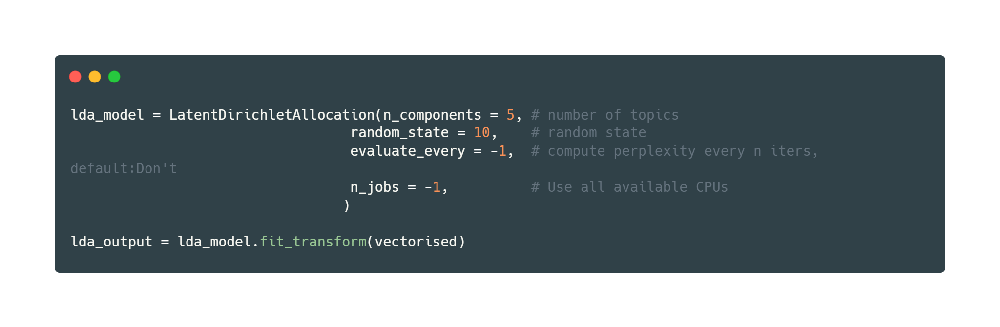 lda_model = LatentDirichletAllocation(n_components = 5, # number of topics
random_state = 10, # random state
evaluate_every = -1, # compute perplexity every n iters,
default:Don't
n_jobs = -1, # Use all available CPUs
)
lda_output = lda_model.fit_transform(vectorised)